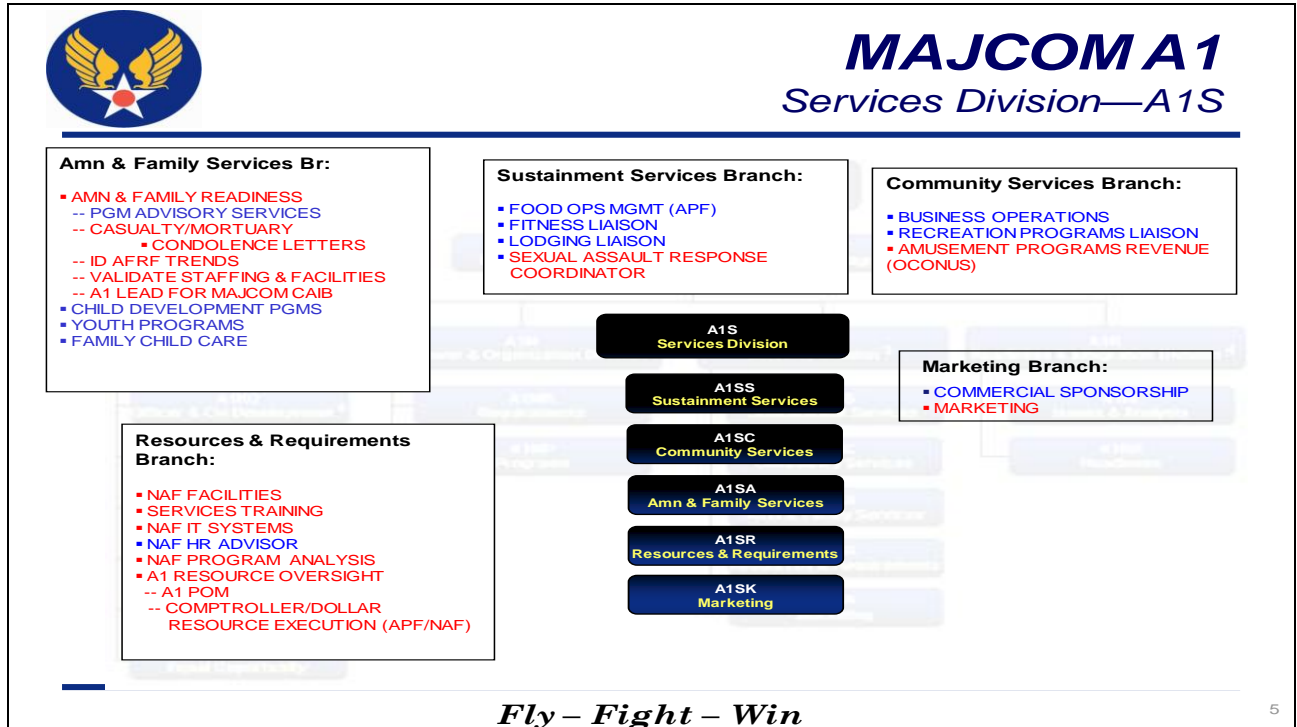 MAJCOM A1
Services Division—A1S
Amn & Family Services Br:
▪ AMN & FAMILY READINESS
-- PGM ADVISORY SERVICES
-- CASUALTY/MORTUARY
▪ CONDOLENCE LETTERS
-- ID AFRF TRENDS
-- VALIDATE STAFFING & FACILITIES
-- A1 LEAD FOR MAJCOM CAIB
▪ CHILD DEVELOPMENT PGMS
▪ YOUTH PROGRAMS
▪ FAMILY CHILD CARE
Sustainment Services Branch:
▪ FOOD OPS MGMT (APF)
▪ FITNESS LIAISON
▪ LODGING LIAISON
▪ SEXUAL ASSAULT RESPONSE
COORDINATOR
Community Services Branch:
▪ BUSINESS OPERATIONS
▪ RECREATION PROGRAMS LIAISON
▪ AMUSEMENT PROGRAMS REVENUE
(OCONUS)
A1S
Services Division
A1SS
Sustainment Services
A1SC
Community Services
A1SA
Amn & Family Services
A1SR
Resources & Requirements
A1SK
Marketing
Marketing Branch:
▪ COMMERCIAL SPONSORSHIP
▪ MARKETING
Resources & Requirements
Branch:
▪ NAF FACILITIES
▪ SERVICES TRAINING
▪ NAF IT SYSTEMS
▪ NAF HR ADVISOR
▪ NAF PROGRAM ANALYSIS
▪ A1 RESOURCE OVERSIGHT
-- A1 POM
-- COMPTROLLER/DOLLAR
RESOURCE EXECUTION (APF/NAF)
Fly – Fight – Win
5